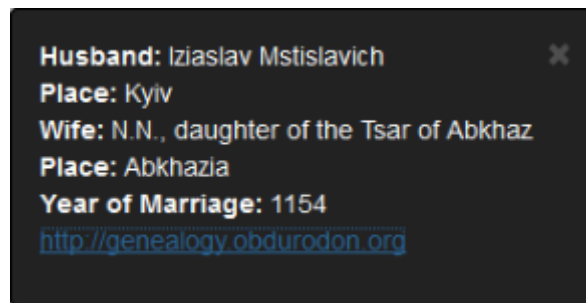 Husband: Iziaslav Mstislavich
Place: Kyiv
Wife: N.N., daughter of the Tsar of Abkhaz
Place: Abkhazia
Year of Marriage: 1154
http://genealogy.obdurodon.org